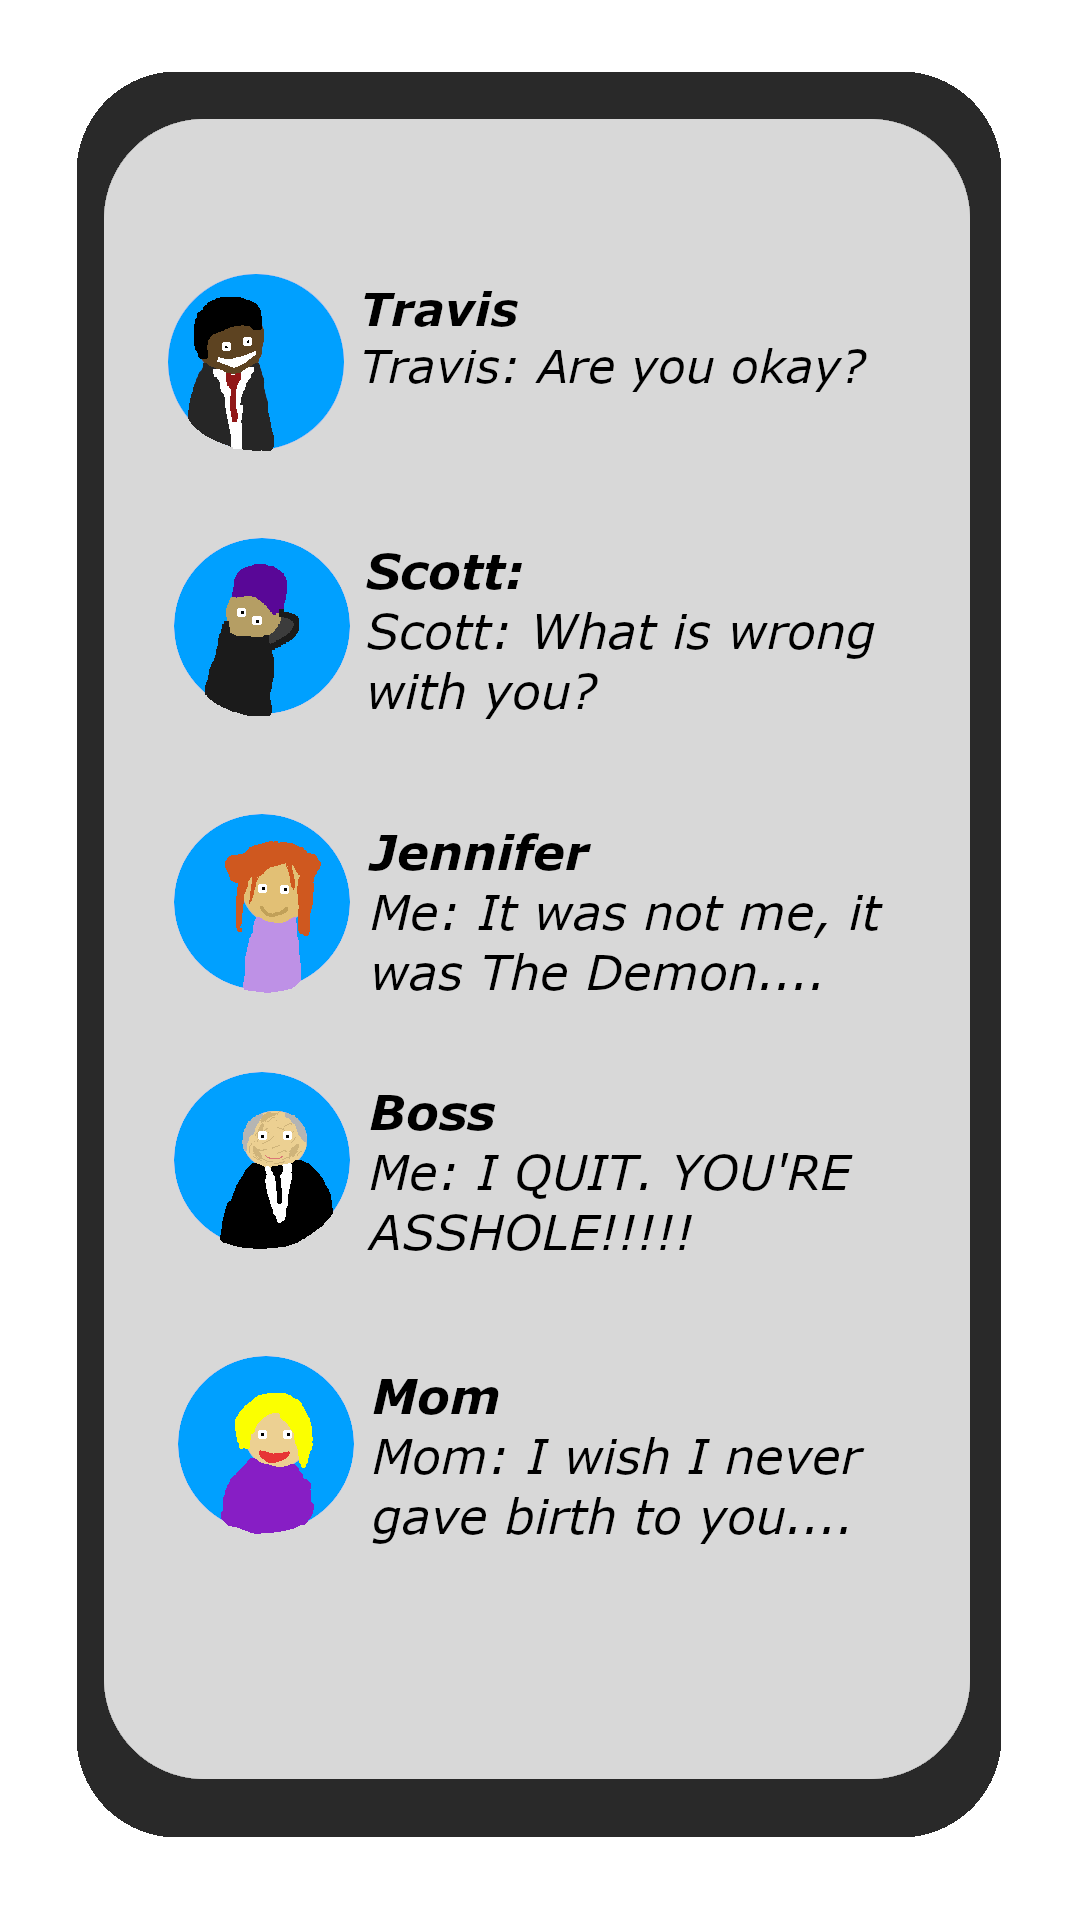 Travis
Travis: Are you okay?
Scott:
Scott: What is wrong
with you?
Jennifer
Me: It was not me, it
was The Demon....
Boss
Me: I QUIT. YOU'RE
ASSHOLE!!!!!
Mom
Mom: I wish I never
gave birth to you....